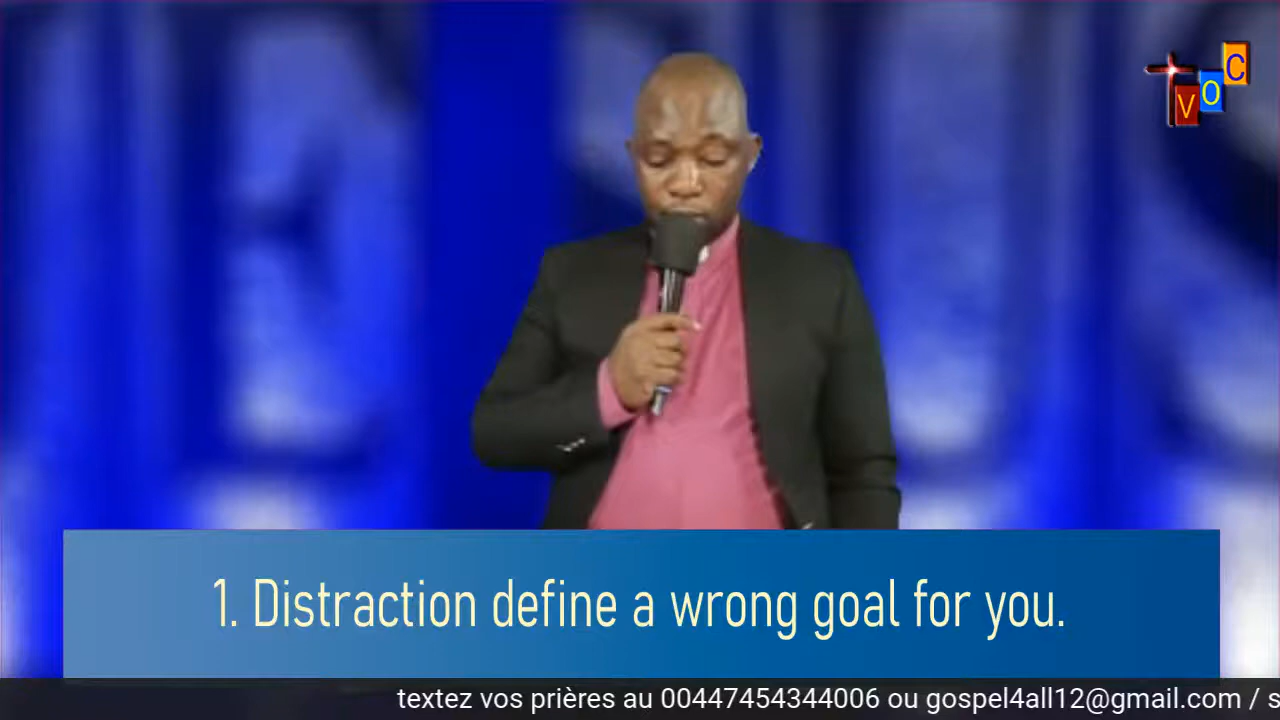 VOC
1. Distraction define a wrong goal for you.
textez vos prières au 00447454344006 ou gospel4all12@gmail.com / s